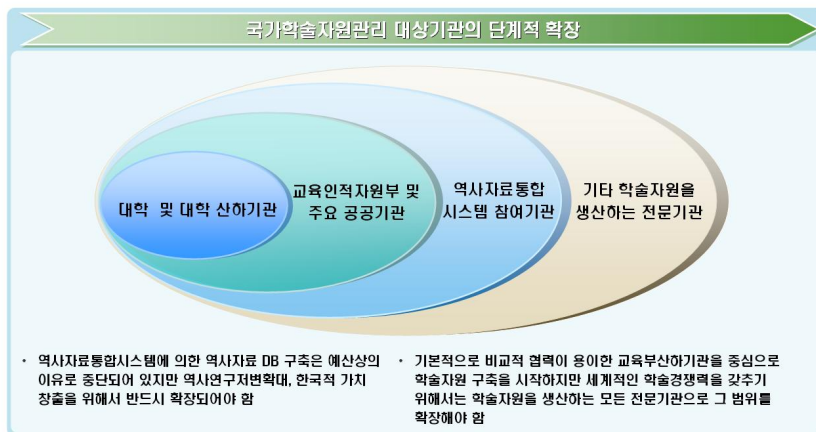 국가학술자원관리 대상기관의 단계적 확장
대학 및 대학 산하기관
교육인적자원부 및
주요 공공기관
역사자료통합
시스템 참여기관
기타 학술자원을
생산하는 전문기관
• 역사자료통합시스템에 의한 역사자료 DB 구축은 예산상의
이유로 중단되어 있지만 역사연구저변확대, 한국적 가치
창출을 위해서 반드시 확장되어야 함
• 기본적으로 비교적 협력이 용이한 교육부산하기관을 중심으로
학술자원 구축을 시작하지만 세계적인 학술경쟁력을 갖추기
위해서는 학술자원을 생산하는 모든 전문기관으로 그 범위를
확장해야 함